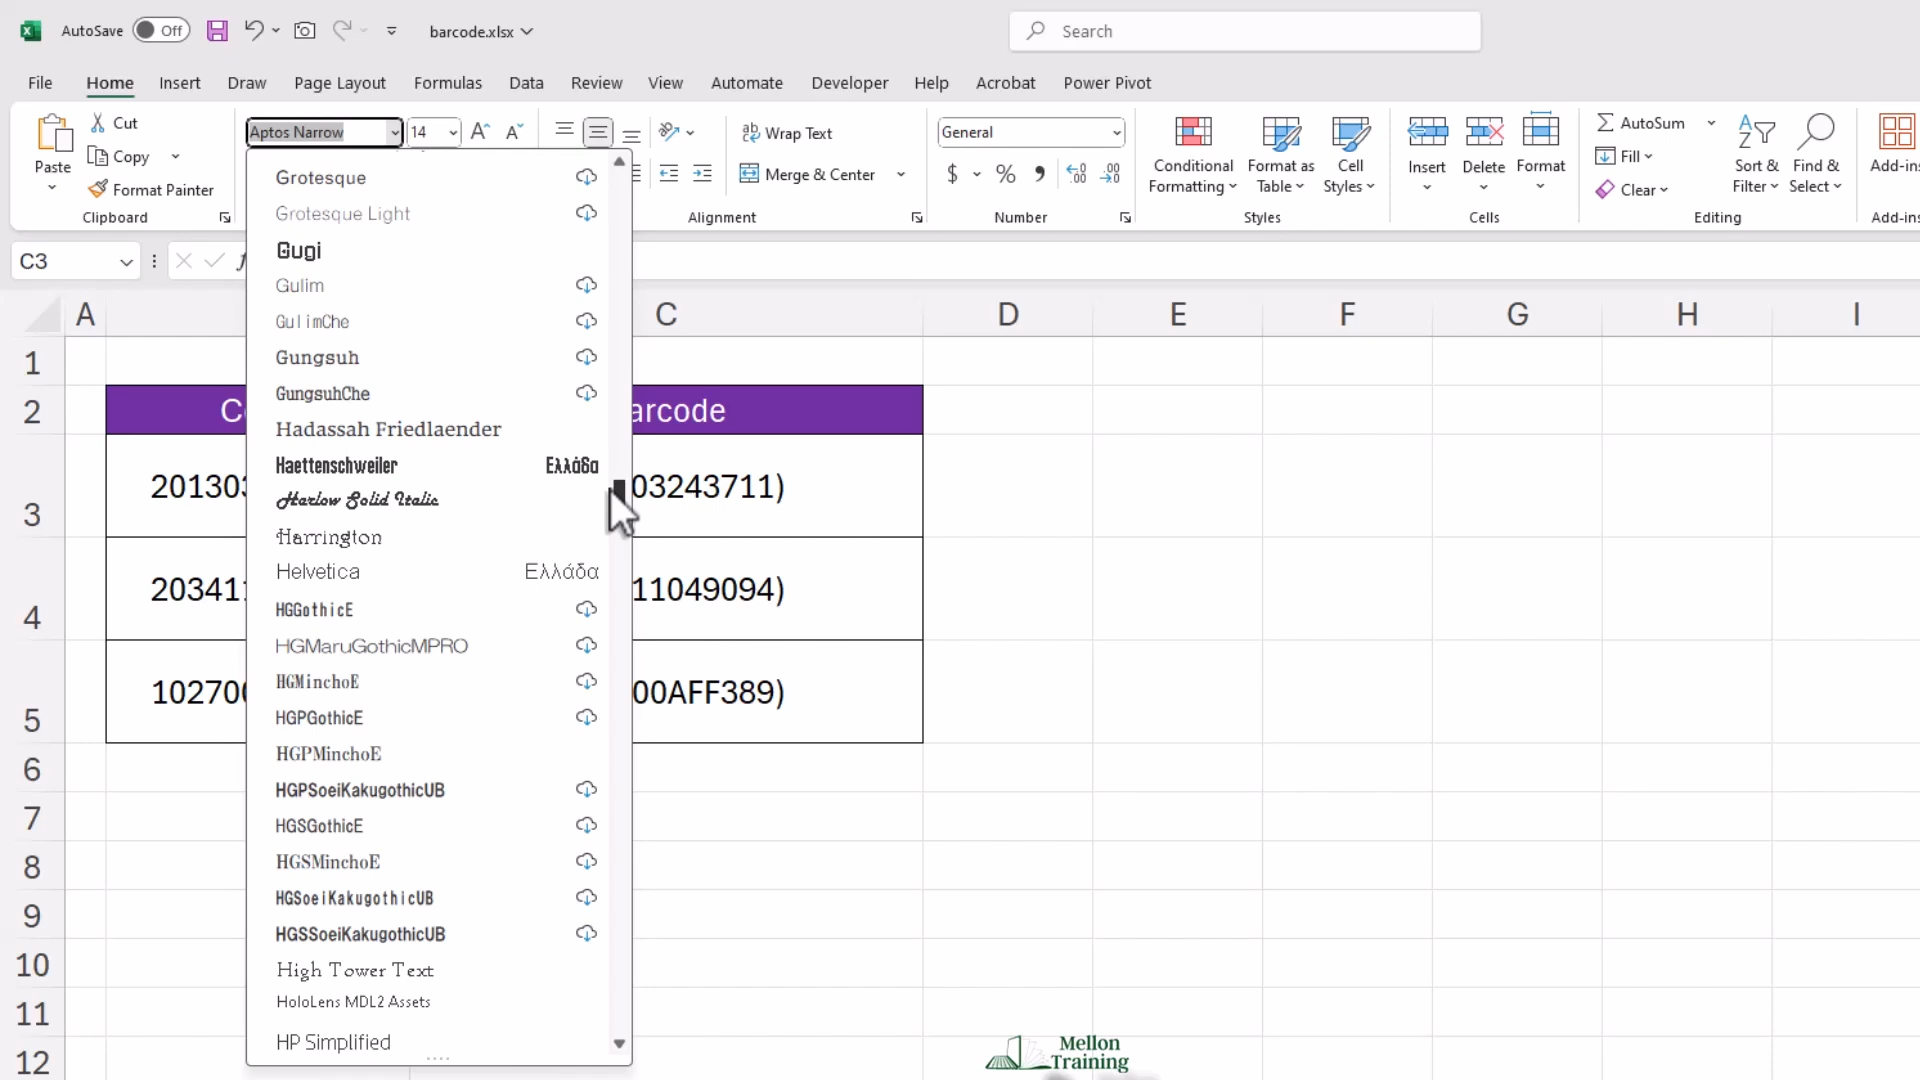 AutoSave Off barcode.xlsx Search
File Home Insert Draw Page Layout Formulas Data Review View Automate Developer Help Acrobat Power Pivot
Paste
Cut
Copy
Format Painter
Clipboard
Aptos Narrow 14
Wrap Text
Merge & Center
Alignment
General
$ % ,
Number
Conditional
Formatting
Format as
Table
Cell
Styles
Styles
Insert Delete Format
Cells
AutoSum
Fill
Clear
Sort &
Filter
Find &
Select
Editing
Add-ins
Add-ins
C3
A C D E F G H I
1
2
3
4
5
6
7
8
9
10
11
12
C
arcode
20130
03243711)
20341
11049094)
10270
00AFF389)
Grotesque
Grotesque Light
Gugi
Gulim
GulimChe
Gungsuh
GungsuhChe
Hadassah Friedlaender
Haettenschweiler Ελλάδα
Harlow Solid Italic
Harrington
Helvetica Ελλάδα
HGGothicE
HGMaruGothicMPRO
HGMinchoE
HGPGothicE
HGPMinchoE
HGPSoeiKakugothicUB
HGSGothicE
HGSMinchoE
HGSoeiKakugothicUB
HGSSoeiKakugothicUB
High Tower Text
HoloLens MDL2 Assets
HP Simplified
Mellon
Training